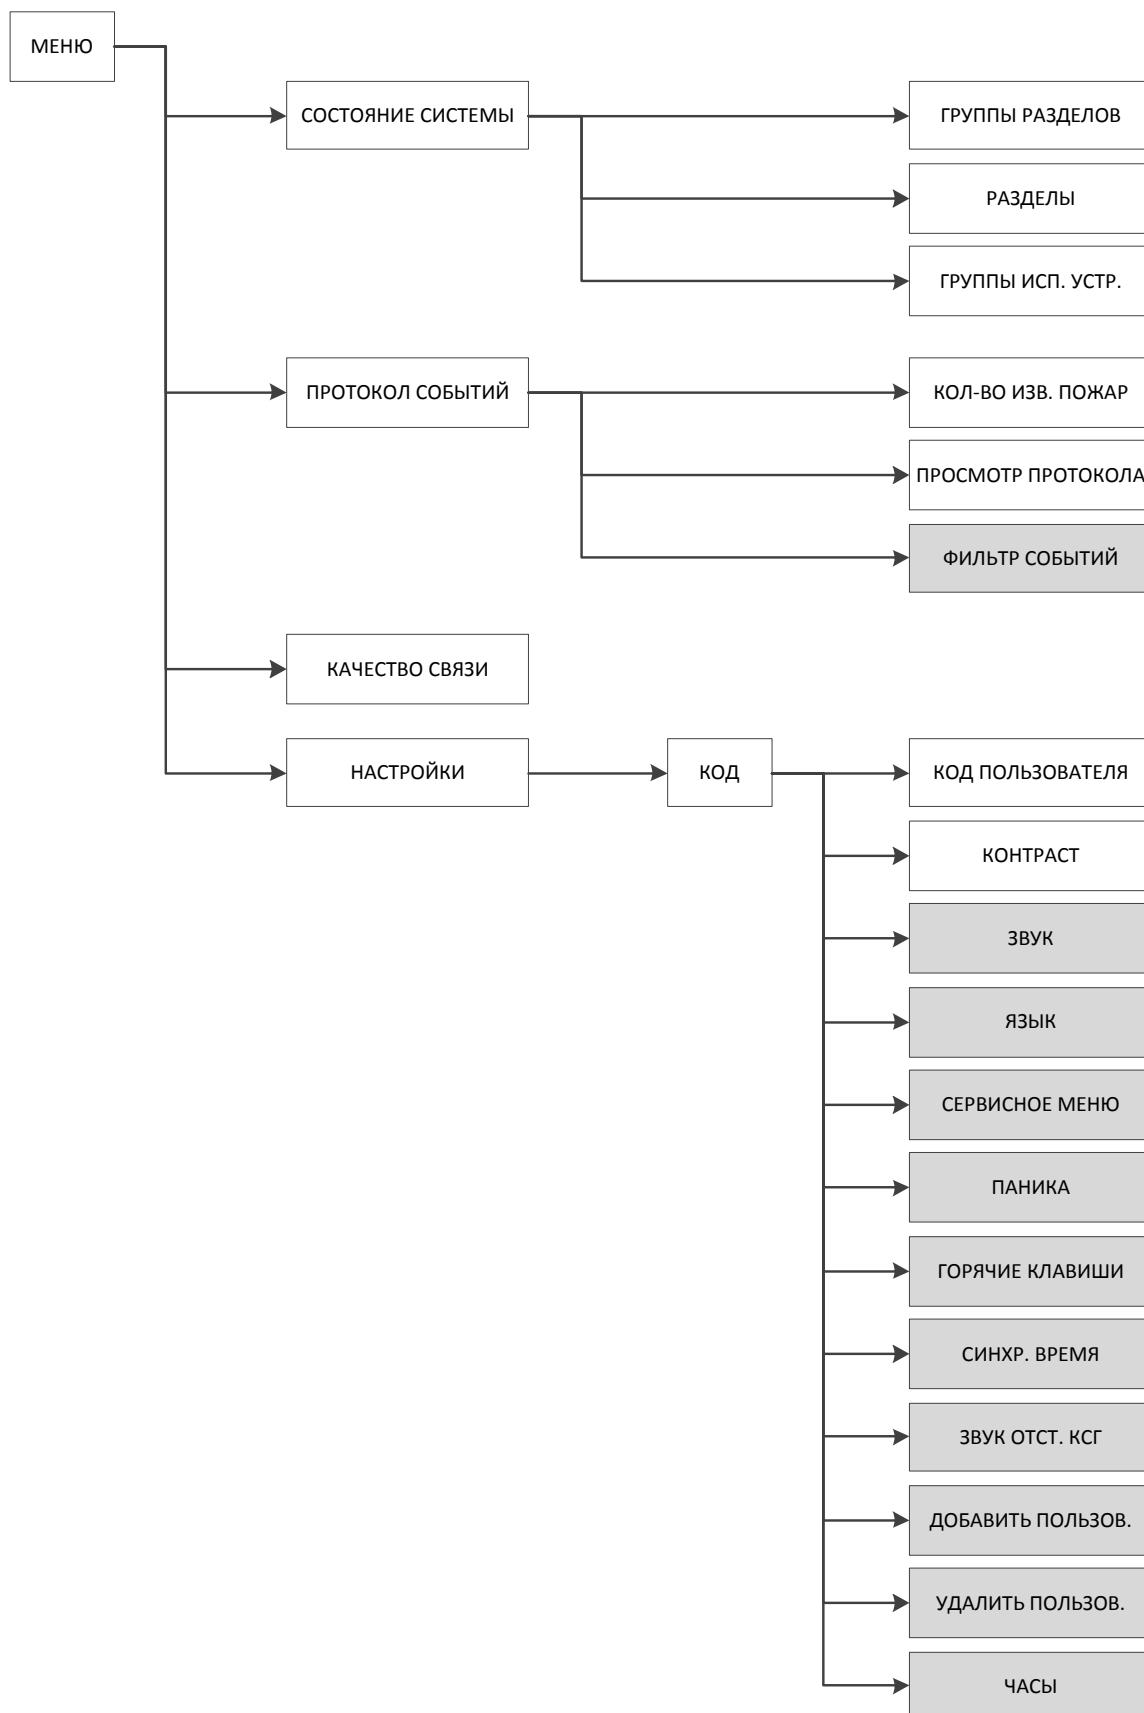 МЕНЮ
СОСТОЯНИЕ СИСТЕМЫ
ГРУППЫ РАЗДЕЛОВ
РАЗДЕЛЫ
ГРУППЫ ИСП. УСТР.
ПРОТОКОЛ СОБЫТИЙ
КОЛ-ВО ИЗВ. ПОЖАР
ПРОСМОТР ПРОТОКОЛА
ФИЛЬТР СОБЫТИЙ
КАЧЕСТВО СВЯЗИ
НАСТРОЙКИ
КОД
КОД ПОЛЬЗОВАТЕЛЯ
КОНТРАСТ
ЗВУК
ЯЗЫК
СЕРВИСНОЕ МЕНЮ
ПАНИКА
ГОРЯЧИЕ КЛАВИШИ
СИНХР. ВРЕМЯ
ЗВУК ОТСТ. КСГ
ДОБАВИТЬ ПОЛЬЗОВ.
УДАЛИТЬ ПОЛЬЗОВ.
ЧАСЫ